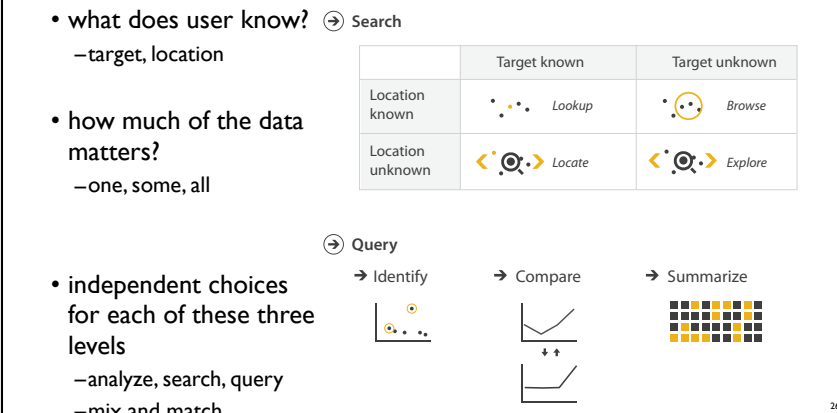 • what does user know?
–target, location
• how much of the data
matters?
–one, some, all
• independent choices
for each of these three
levels
–analyze, search, query
–mix and match
Search
Target known Target unknown
Location
known
Lookup Browse
Location
unknown
Locate Explore
Query
Identify Compare Summarize